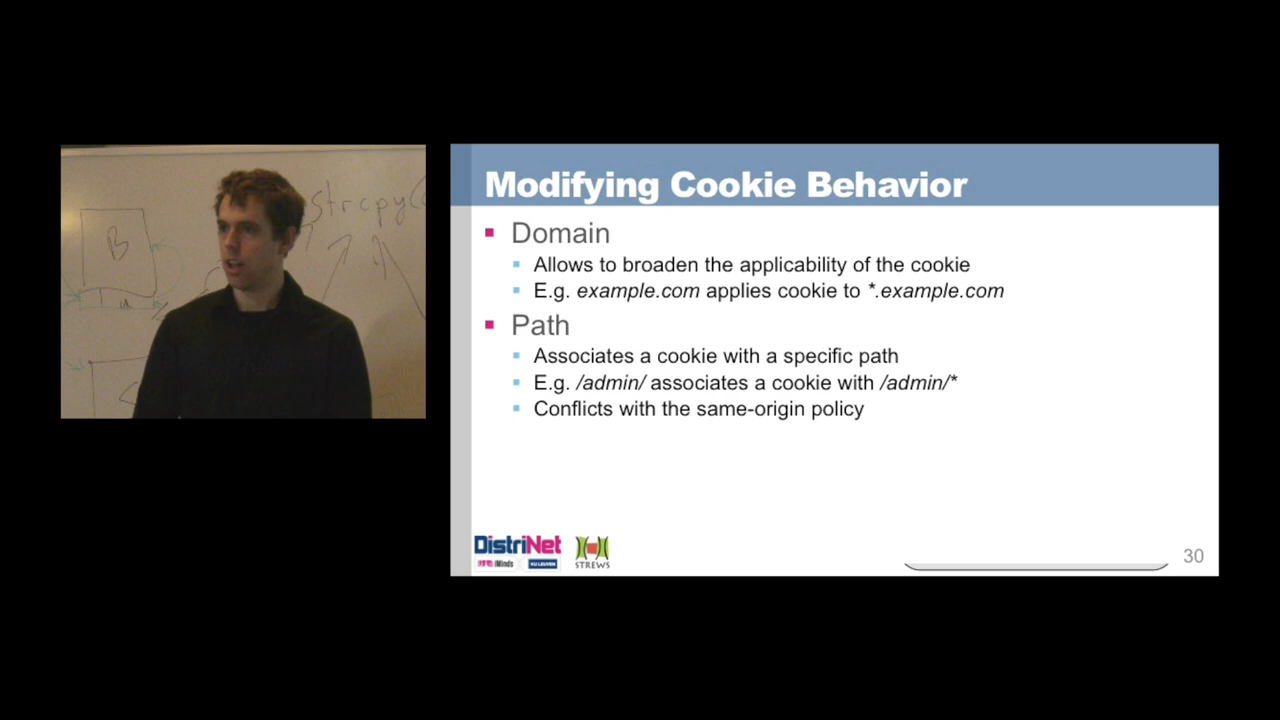 B
strcpy(
Modifying Cookie Behavior
Domain
Allows to broaden the applicability of the cookie
E.g. example.com applies cookie to *.example.com
Path
Associates a cookie with a specific path
E.g. /admin/ associates a cookie with /admin/*
Conflicts with the same-origin policy
DistriNet
iMinds KU LEUVEN
STREWS
30